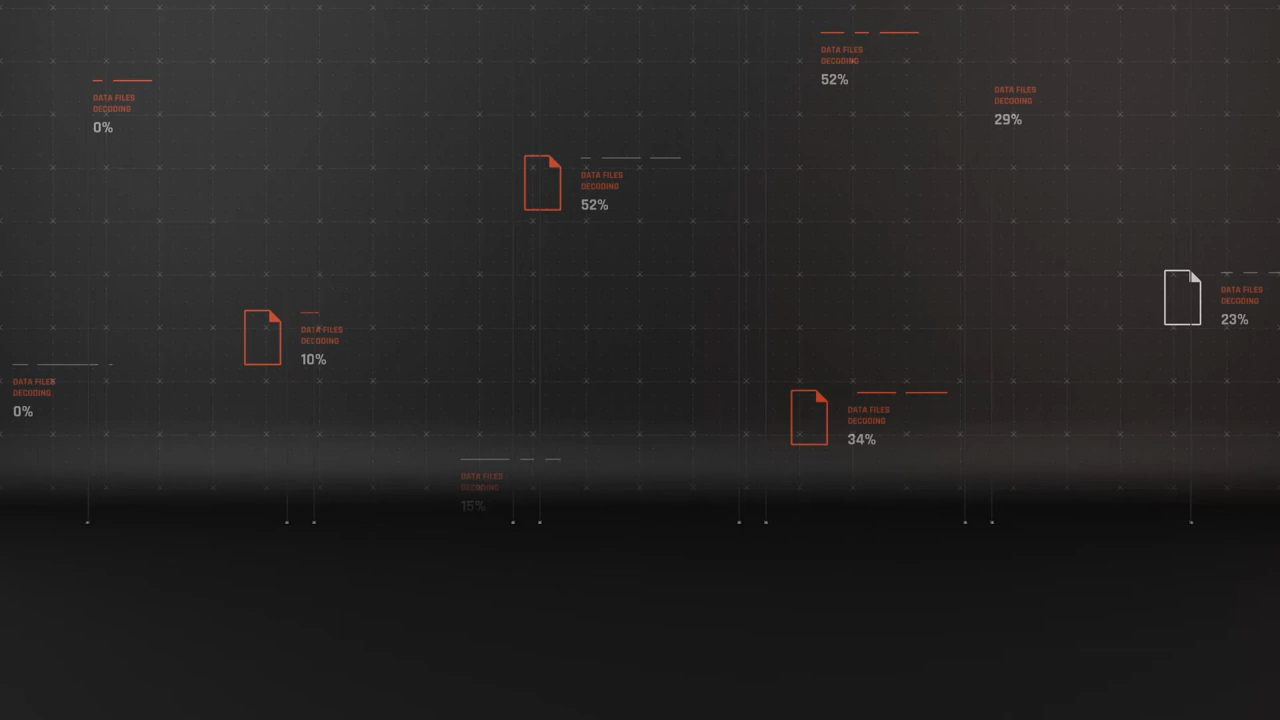 DATA FILES
DECODING
52%
DATA FILES
DECODING
29%
DATA FILES
DECODING
0%
DATA FILES
DECODING
52%
DATA FILES
DECODING
23%
DATA FILES
DECODING
10%
DATA FILES
DECODING
0%
DATA FILES
DECODING
34%
DATA FILES
DECODING
15%